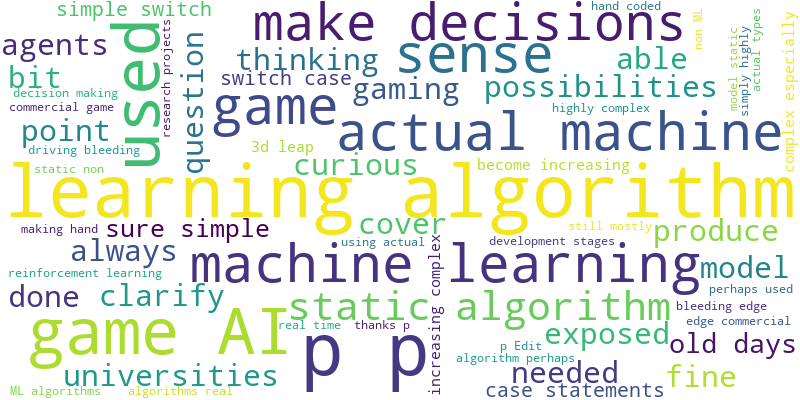 simple switch
hand coded
make decisions
non ML
complex especially
model static
simply highly
actual types
agents
used
research projects
question
thinking
sense
able
bit
decision making
switch case
gaming
possibilities
commercial game
game
highly complex
point
actual machine
driving bleeding
3d leap
static non
curious
become increasing
learning algorithm
making hand
sure simple
cover
still mostly
produce
always
using actual
development stages
reinforcement learning
machine learning
model
increasing complex
perhaps used
done
clarify
static algorithm
bleeding edge
game AI
real time
thanks p
edge commercial
p p
p Edit
exposed
old days
algorithm perhaps
universities
needed
fine
ML algorithms
algorithms real
case statements